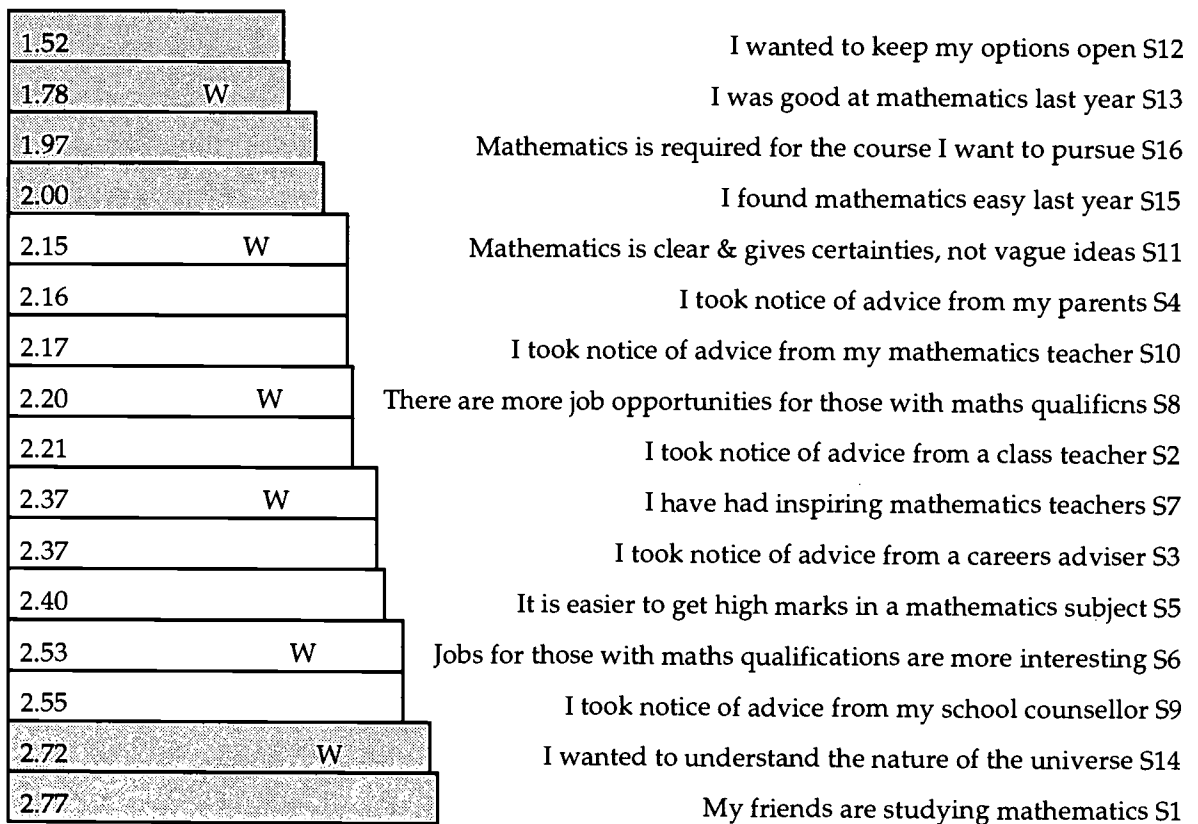 1.52 I wanted to keep my options open S12
1.78 W I was good at mathematics last year S13
1.97 Mathematics is required for the course I want to pursue S16
2.00 I found mathematics easy last year S15
2.15 W Mathematics is clear & gives certainties, not vague ideas S11
2.16 I took notice of advice from my parents S4
2.17 I took notice of advice from my mathematics teacher S10
2.20 W There are more job opportunities for those with maths qualificns S8
2.21 I took notice of advice from a class teacher S2
2.37 W I have had inspiring mathematics teachers S7
2.37 I took notice of advice from a careers adviser S3
2.40 It is easier to get high marks in a mathematics subject S5
2.53 W Jobs for those with maths qualifications are more interesting S6
2.55 I took notice of advice from my school counsellor S9
2.72 W I wanted to understand the nature of the universe S14
2.77 My friends are studying mathematics S1